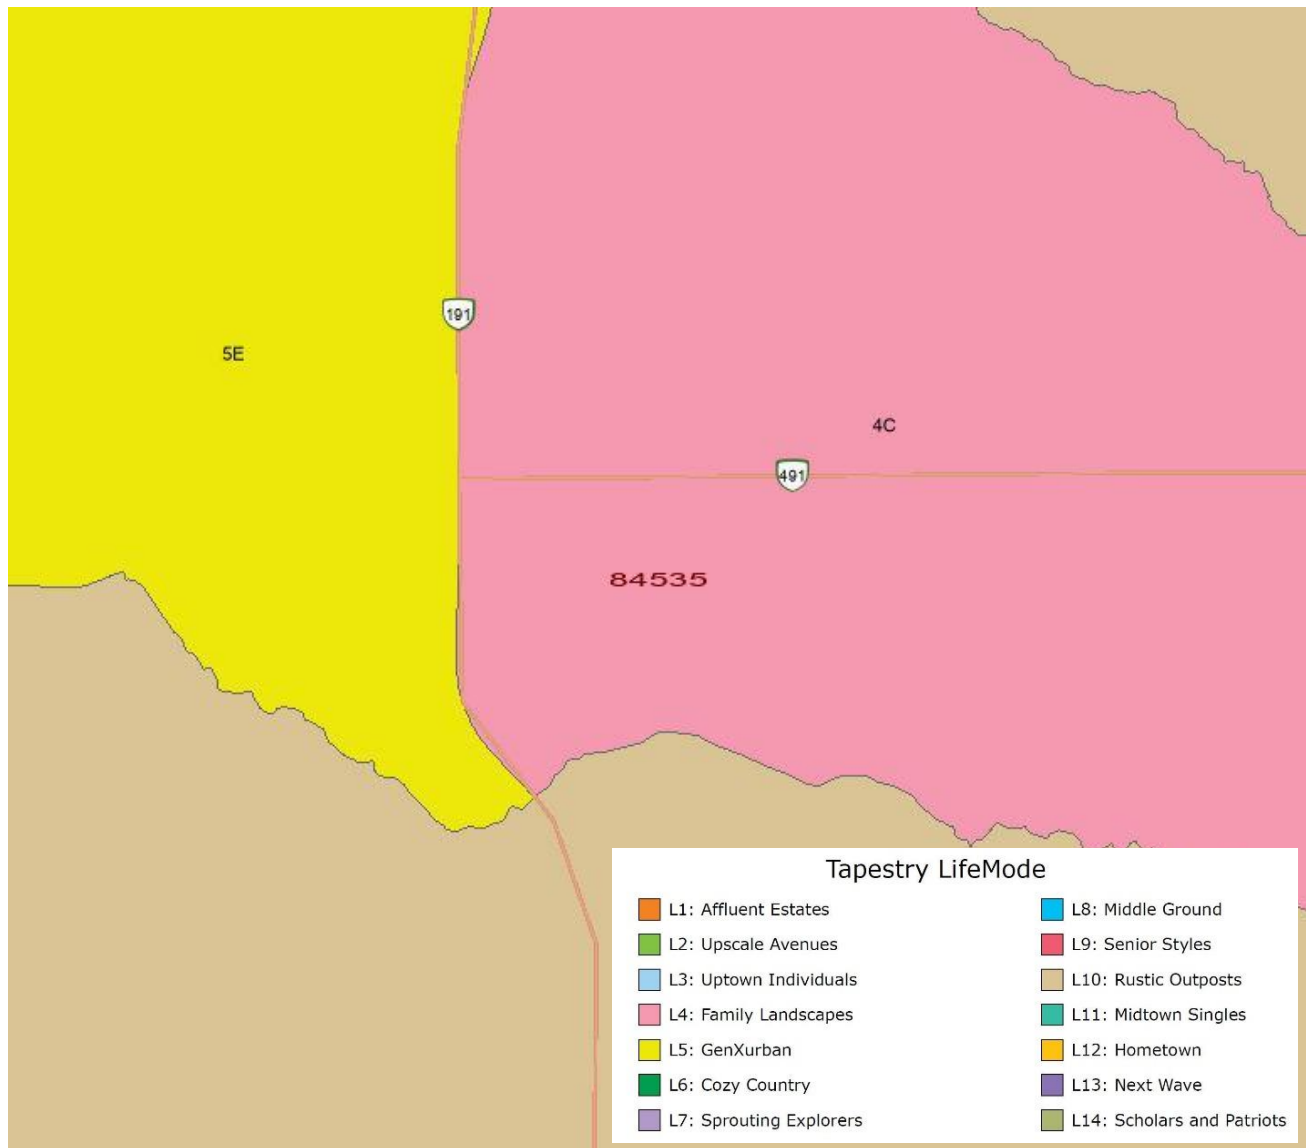 191
5E
4C
491
84535
Tapestry LifeMode
L1: Affluent Estates
L2: Upscale Avenues
L3: Uptown Individuals
L4: Family Landscapes
L5: GenXurban
L6: Cozy Country
L7: Sprouting Explorers
L8: Middle Ground
L9: Senior Styles
L10: Rustic Outposts
L11: Midtown Singles
L12: Hometown
L13: Next Wave
L14: Scholars and Patriots